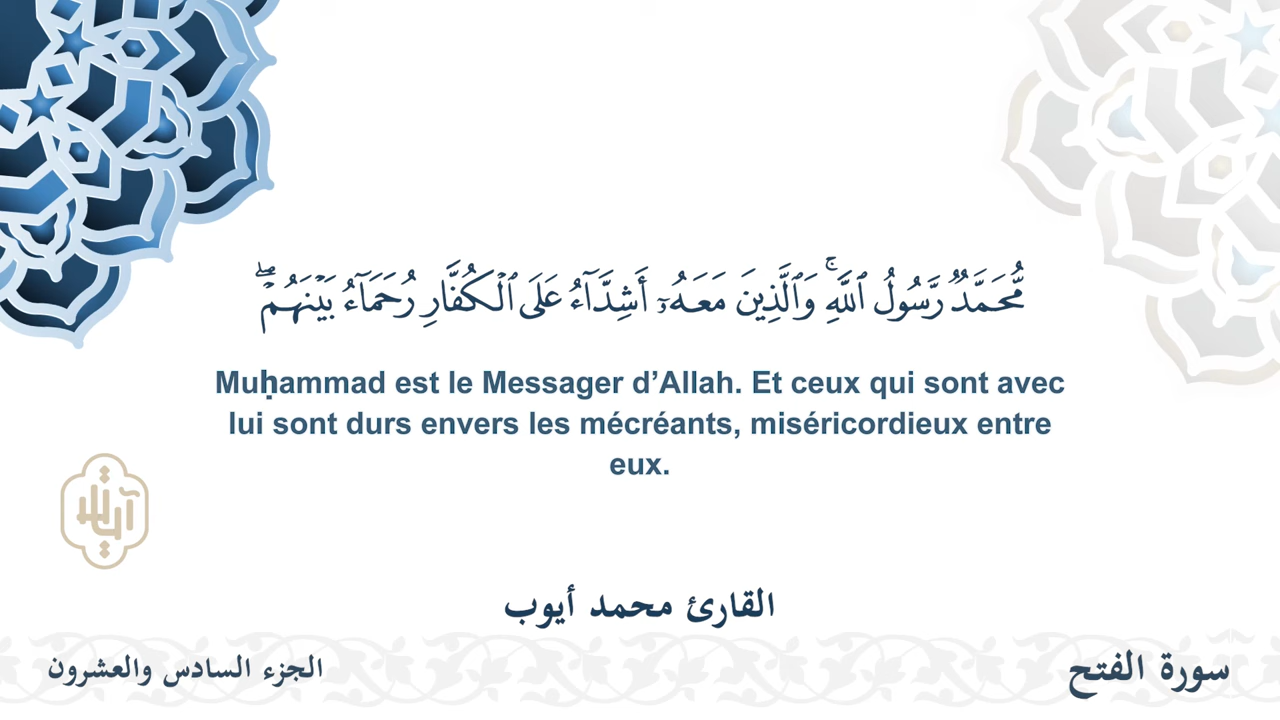 مُّحَمَّدٌ رَّسُولُ ٱللَّهِۚ وَٱلَّذِينَ مَعَهُۥٓ أَشِدَّآءُ عَلَى ٱلْكُفَّارِ رُحَمَآءُ بَيْنَهُمْۖ
Muḥammad est le Messager d’Allah. Et ceux qui sont avec
lui sont durs envers les mécréants, miséricordieux entre
eux.
آيات
القارئ محمد أيوب
سورة الفتح
الجزء السادس والعشرون